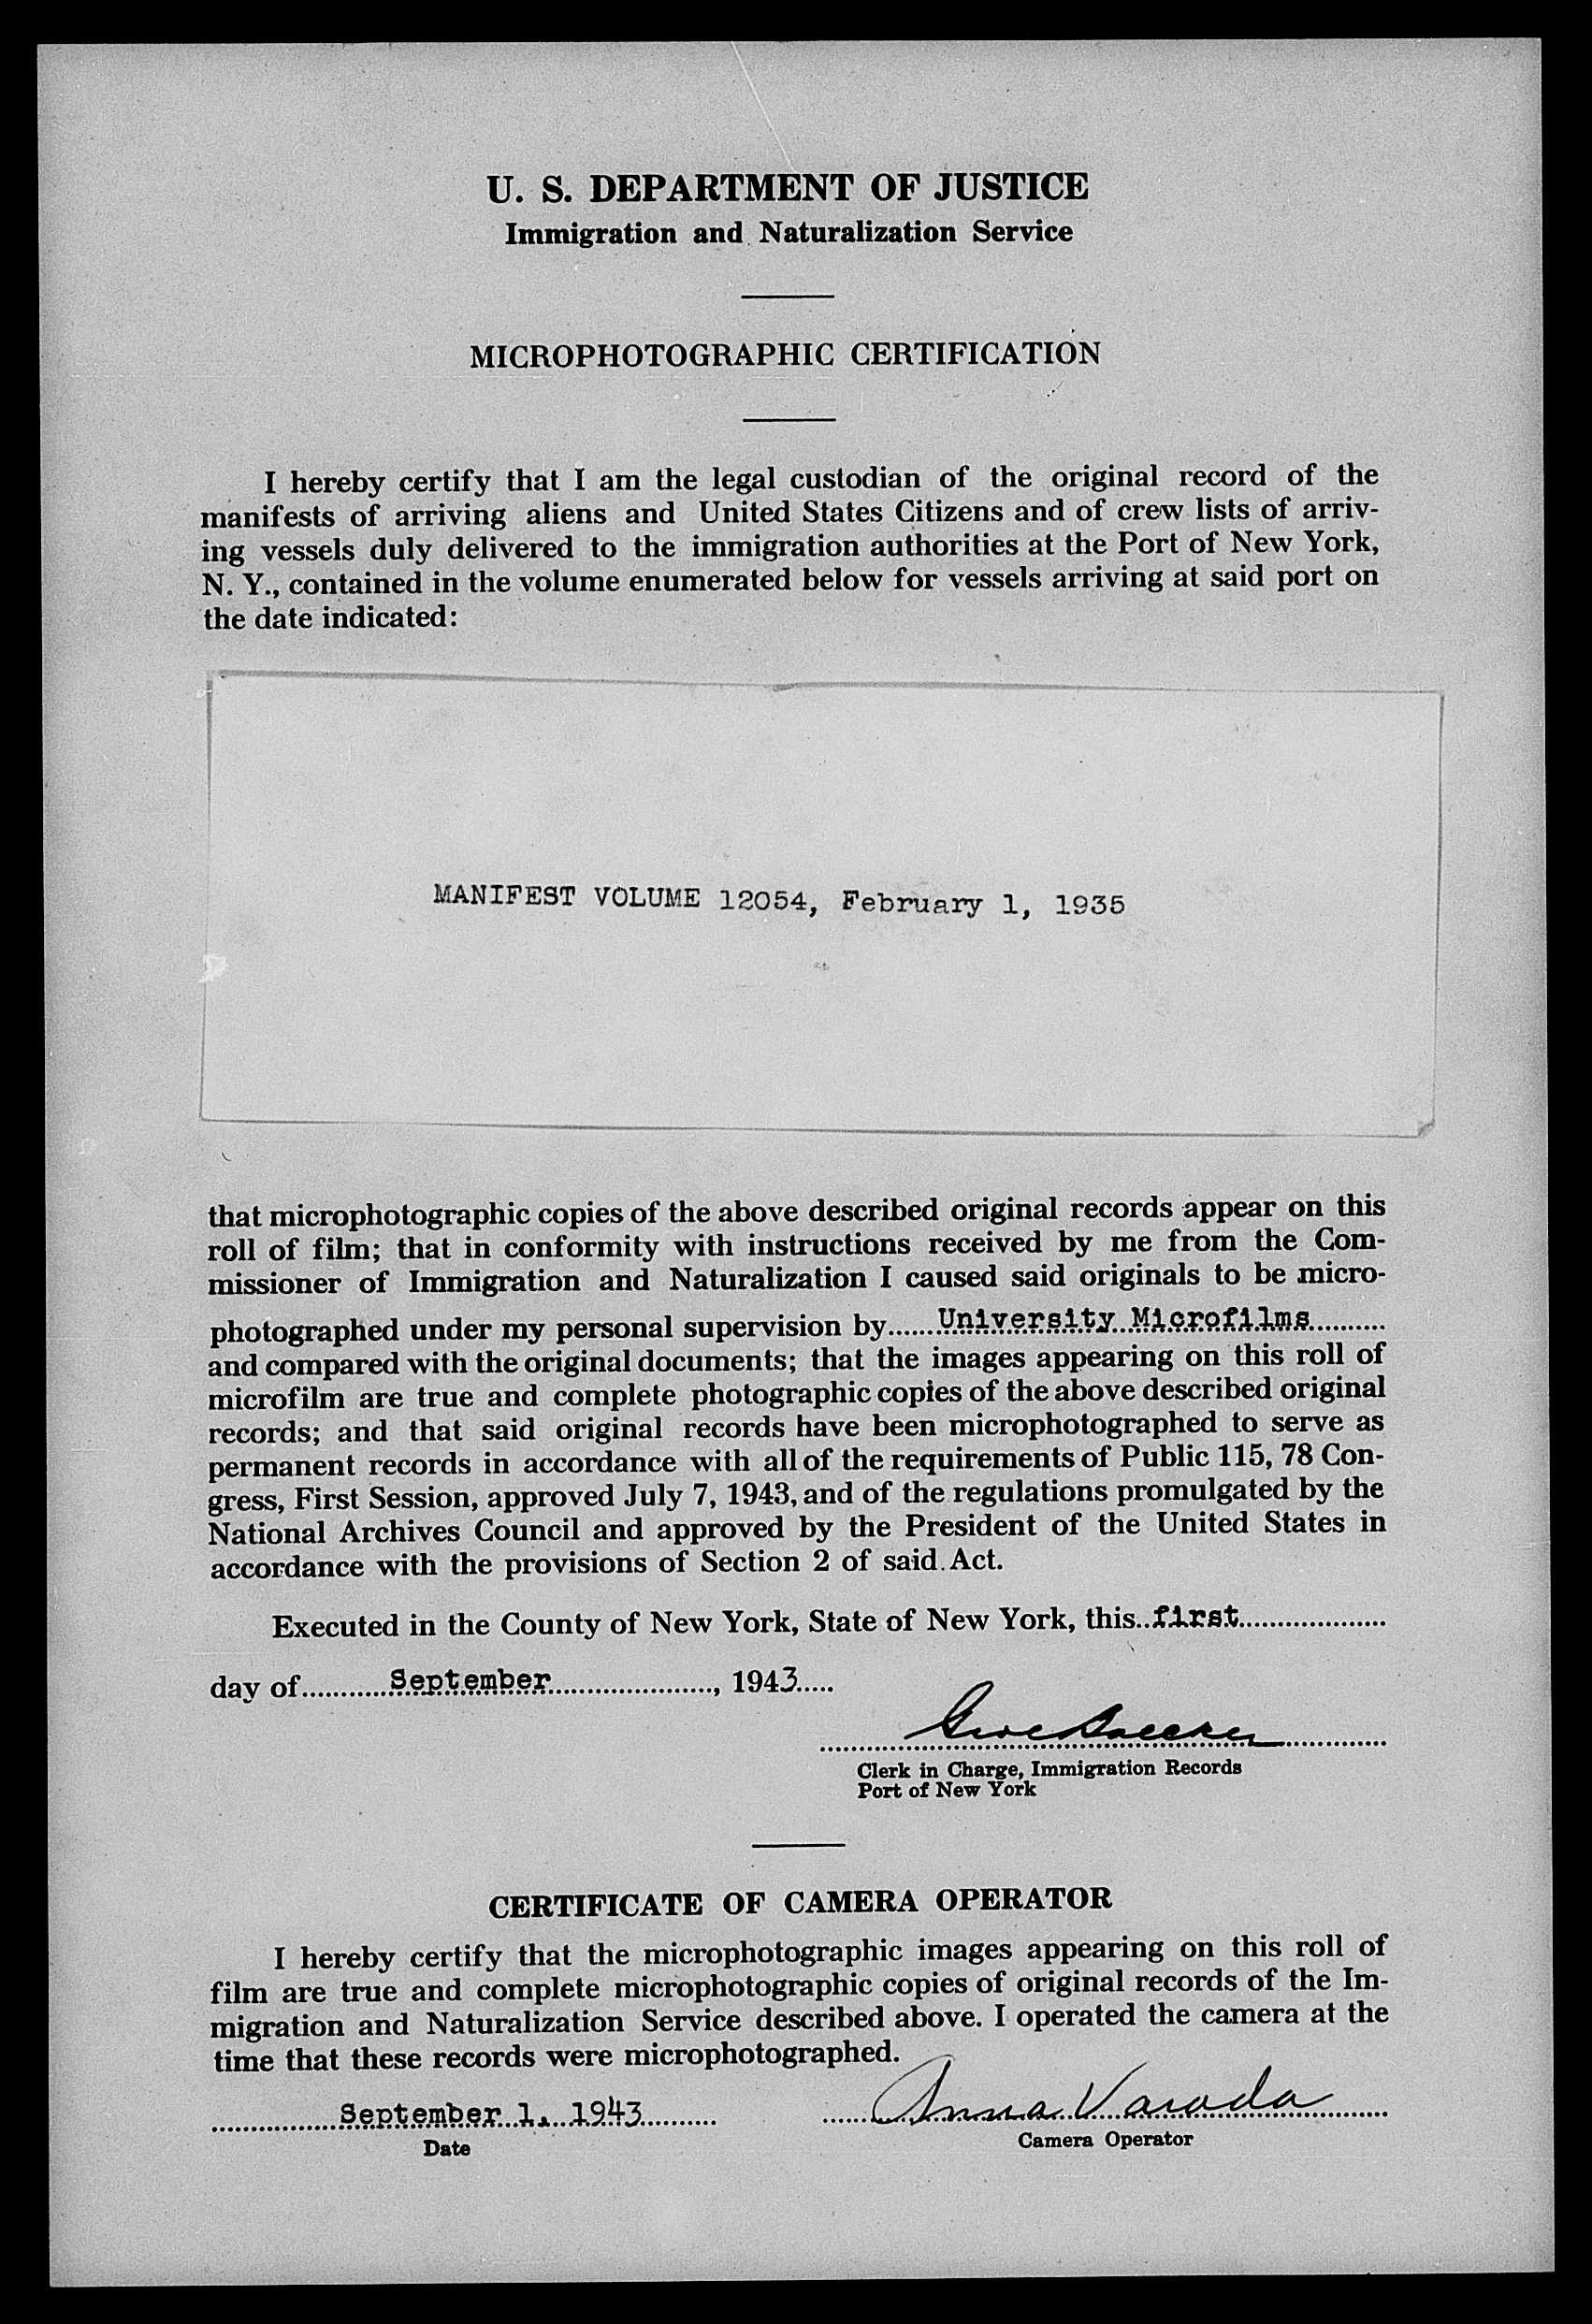 U. S. DEPARTMENT OF JUSTICE
Immigration and Naturalization Service
MICROPHOTOGRAPHIC CERTIFICATION
I hereby certify that I am the legal custodian of the original record of the
manifests of arriving aliens and United States Citizens and of crew lists of arriv-
ing vessels duly delivered to the immigration authorities at the Port of New York,
N. Y., contained in the volume enumerated below for vessels arriving at said port on
the date indicated:
MANIFEST VOLUME 12054, February 1, 1935
that microphotographic copies of the above described original records appear on this
roll of film; that in conformity with instructions received by me from the Com-
missioner of Immigration and Naturalization I caused said originals to be micro-
photographed under my personal supervision by......University Microfilms..........
and compared with the original documents; that the images appearing on this roll of
microfilm are true and complete photographic copies of the above described original
records; and that said original records have been microphotographed to serve as
permanent records in accordance with all of the requirements of Public 115, 78 Con-
gress, First Session, approved July 7, 1943, and of the regulations promulgated by the
National Archives Council and approved by the President of the United States in
accordance with the provisions of Section 2 of said Act.
Executed in the County of New York, State of New York, this..first...................
day of...........September....................., 1943.....
Clerk in Charge, Immigration Records
Port of New York
CERTIFICATE OF CAMERA OPERATOR
I hereby certify that the microphotographic images appearing on this roll of
film are true and complete microphotographic copies of original records of the Im-
migration and Naturalization Service described above. I operated the camera at the
time that these records were microphotographed.
September 1, 1943 Anna Varada
Date Camera Operator